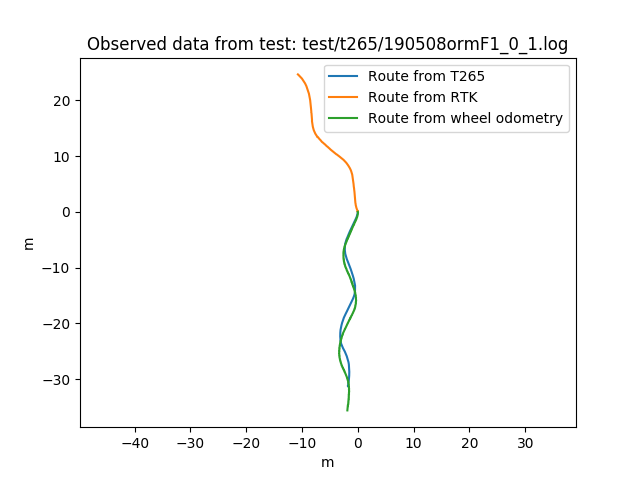 Observed data from test: test/t265/190508ormF1_0_1.log
Route from T265
Route from RTK
Route from wheel odometry
20
10
0
−10
−20
−30
m
−40
−30
−20
−10
0
10
20
30
m